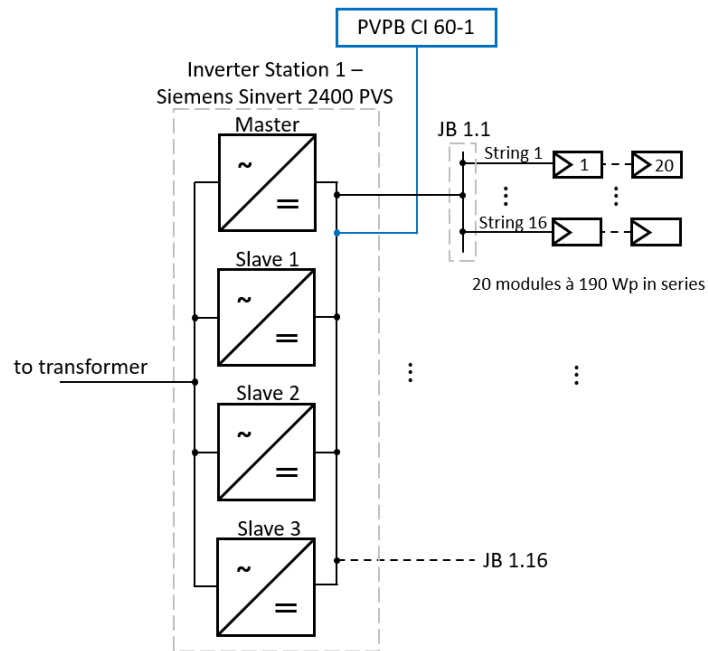 PVPB CI 60-1
Inverter Station 1 –
Siemens Sinvert 2400 PVS
Master
~
=
JB 1.1
String 1
1
20
String 16
20 modules à 190 Wp in series
Slave 1
~
=
to transformer
Slave 2
~
=
Slave 3
~
=
JB 1.16